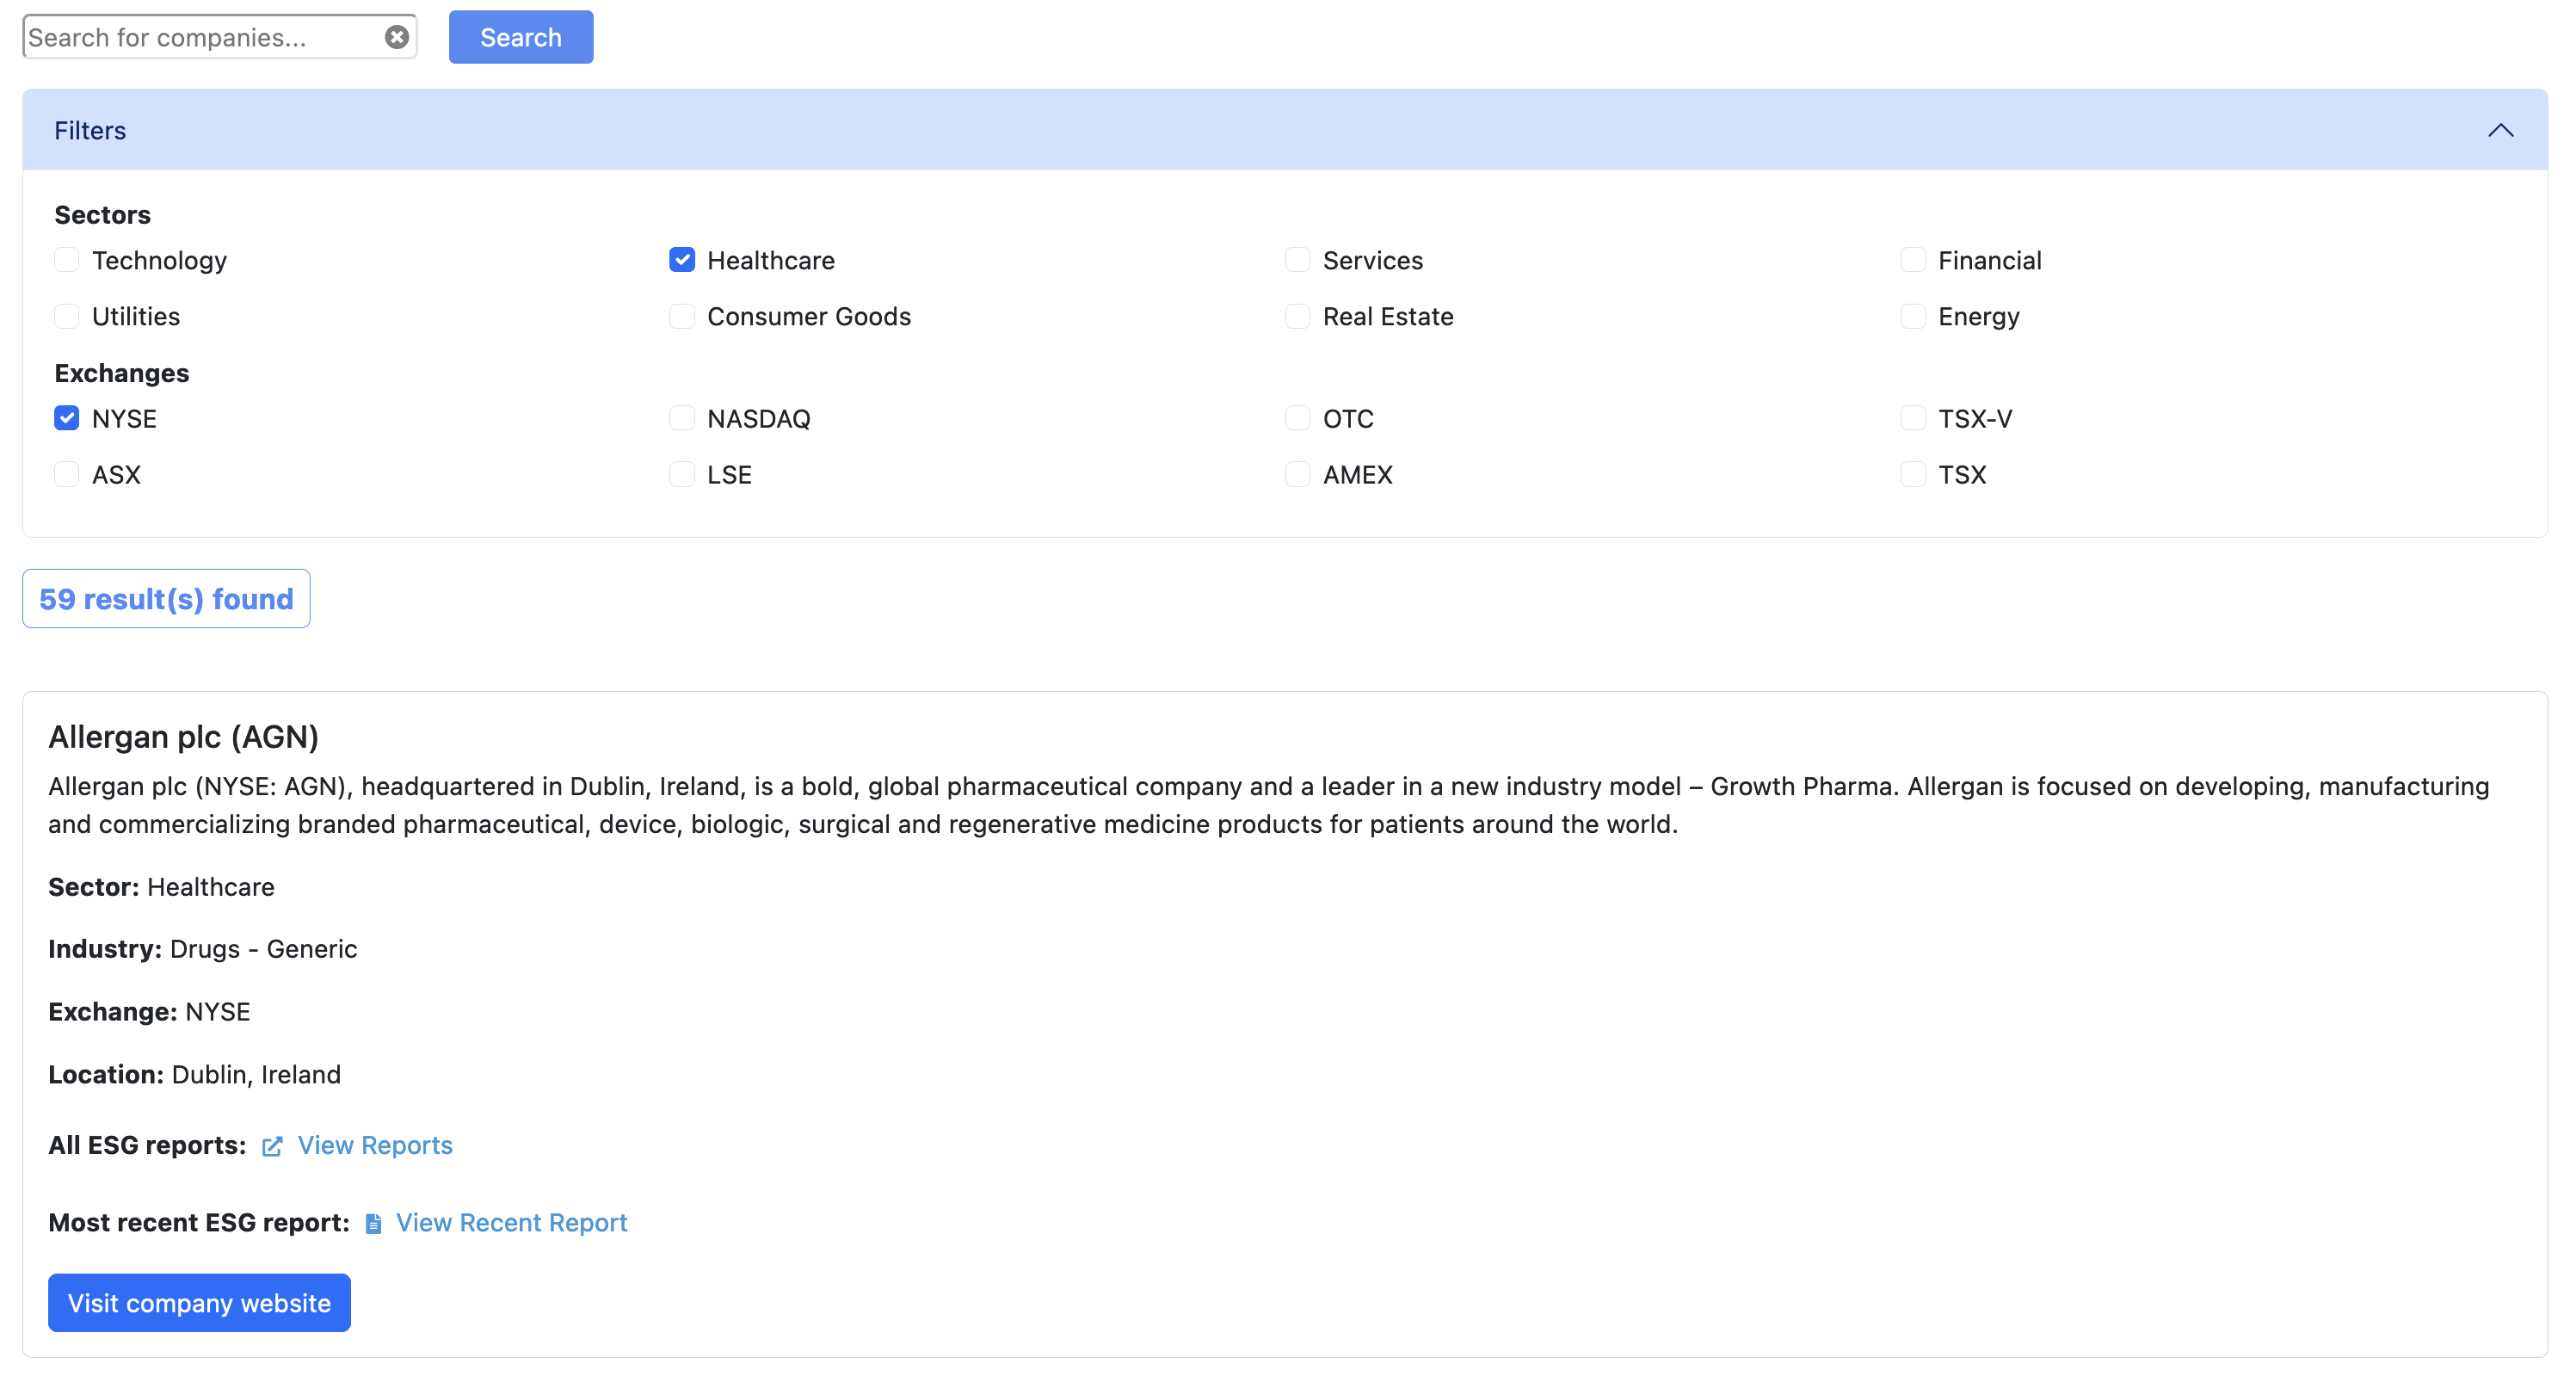 Search for companies...
Search
Filters
Sectors
Technology
Healthcare
Services
Financial
Utilities
Consumer Goods
Real Estate
Energy
Exchanges
NYSE
NASDAQ
OTC
TSX-V
ASX
LSE
AMEX
TSX
59 result(s) found
Allergan plc (AGN)
Allergan plc (NYSE: AGN), headquartered in Dublin, Ireland, is a bold, global pharmaceutical company and a leader in a new industry model – Growth Pharma. Allergan is focused on developing, manufacturing
and commercializing branded pharmaceutical, device, biologic, surgical and regenerative medicine products for patients around the world.
Sector: Healthcare
Industry: Drugs - Generic
Exchange: NYSE
Location: Dublin, Ireland
All ESG reports: View Reports
Most recent ESG report: View Recent Report
Visit company website